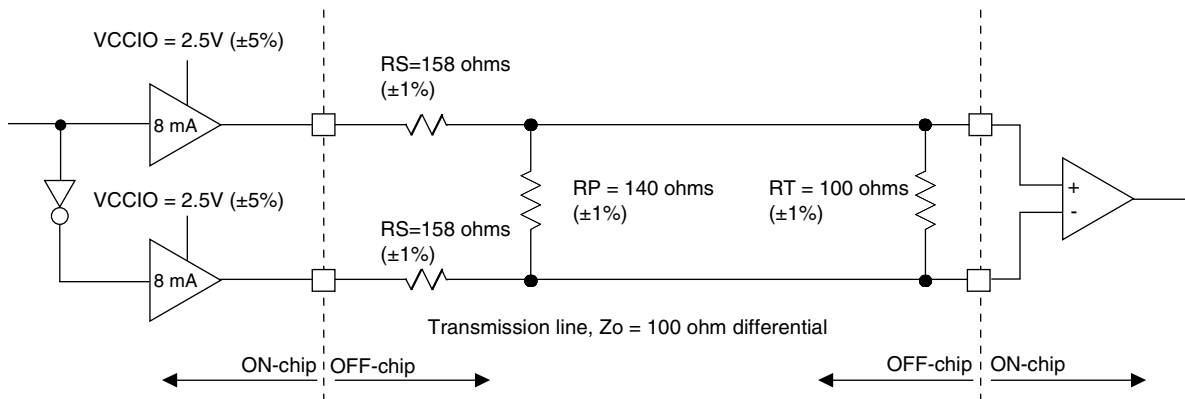 VCCIO = 2.5V (±5%)
RS=158 ohms
(±1%)
8 mA
VCCIO = 2.5V (±5%)
RP = 140 ohms
(±1%)
RT = 100 ohms
(±1%)
+
-
RS=158 ohms
(±1%)
8 mA
Transmission line, Zo = 100 ohm differential
ON-chip
OFF-chip
OFF-chip
ON-chip